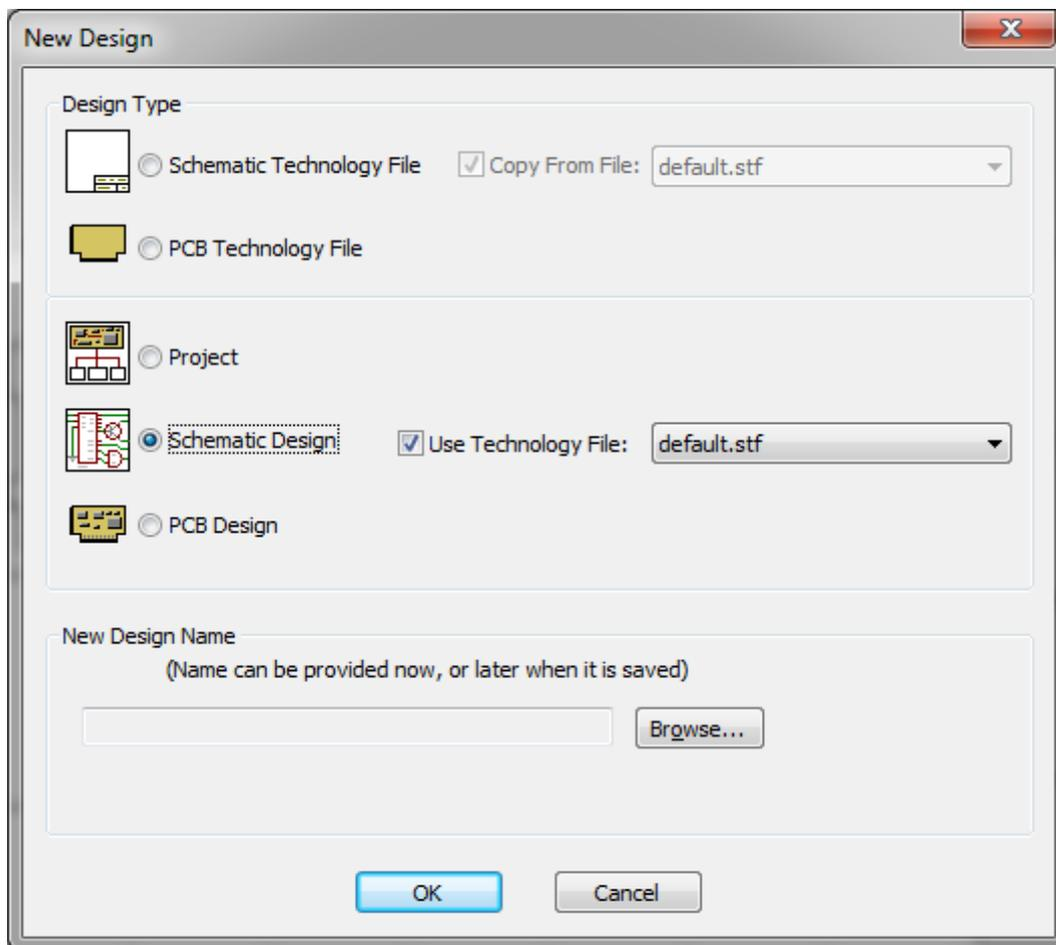 New Design
Design Type
Schematic Technology File Copy From File: default.stf
PCB Technology File
Project
Schematic Design Use Technology File: default.stf
PCB Design
New Design Name
(Name can be provided now, or later when it is saved)
Browse...
OK Cancel